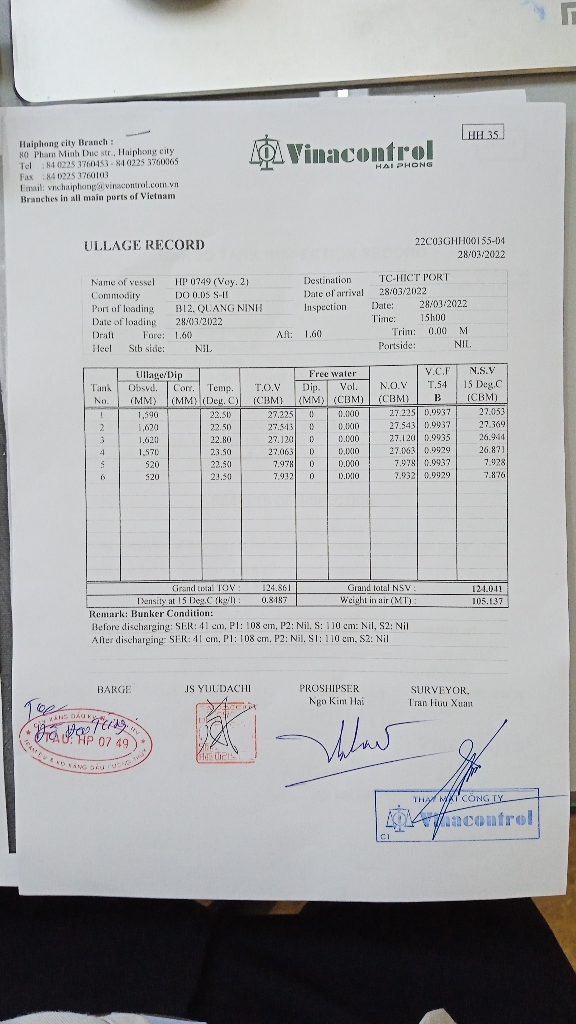 HH 35
Haiphong city Branch :
80 Pham Minh Duc str., Haiphong city
Tel : 84 0225 3760453 - 84 0225 3760065
Fax : 84 0225 3760103
Email: vnchaiphong@vinacontrol.com.vn
Branches in all main ports of Vietnam
Vinacontrol
HAI PHONG
ULLAGE RECORD
22C03GHH00155-04
28/03/2022
Name of vessel HP 0749 (Voy. 2) Destination TC-HICT PORT
Commodity DO 0.05 S-II Date of arrival 28/03/2022
Port of loading B12, QUANG NINH Inspection Date: 28/03/2022
Date of loading 28/03/2022 Time: 15h00
Draft Fore: 1.60 Aft: 1.60 Trim: 0.00 M
Heel Stb side: NIL Portside: NIL
Ullage/Dip Free water V.C.F N.S.V
Tank Obsvd. Corr. Temp. T.O.V Dip. Vol. N.O.V T.54 15 Deg.C
No. (MM) (MM) (Deg. C) (CBM) (MM) (CBM) (CBM) B (CBM)
1 1,590 22.50 27.225 0 0.000 27.225 0.9937 27.053
2 1,620 22.50 27.543 0 0.000 27.543 0.9937 27.369
3 1,620 22.80 27.120 0 0.000 27.120 0.9935 26.944
4 1,570 23.50 27.063 0 0.000 27.063 0.9929 26.871
5 520 22.50 7.978 0 0.000 7.978 0.9937 7.928
6 520 23.50 7.932 0 0.000 7.932 0.9929 7.876
Grand total TOV : 124.861 Grand total NSV : 124.041
Density at 15 Deg.C (kg/l) : 0.8487 Weight in air (MT) : 105.137
Remark: Bunker Condition:
Before discharging: SER: 41 cm, P1: 108 cm, P2: Nil, S: 110 cm: Nil, S2: Nil
After discharging: SER: 41 cm, P1: 108 cm, P2: Nil, S1: 110 cm, S2: Nil
BARGE JS YUUDACHI PROSHIPSER SURVEYOR,
Ngo Kim Hai Tran Huu Xuan
TÀU: HP 07 49
THAY MẶT CÔNG TY
Vinacontrol
C1